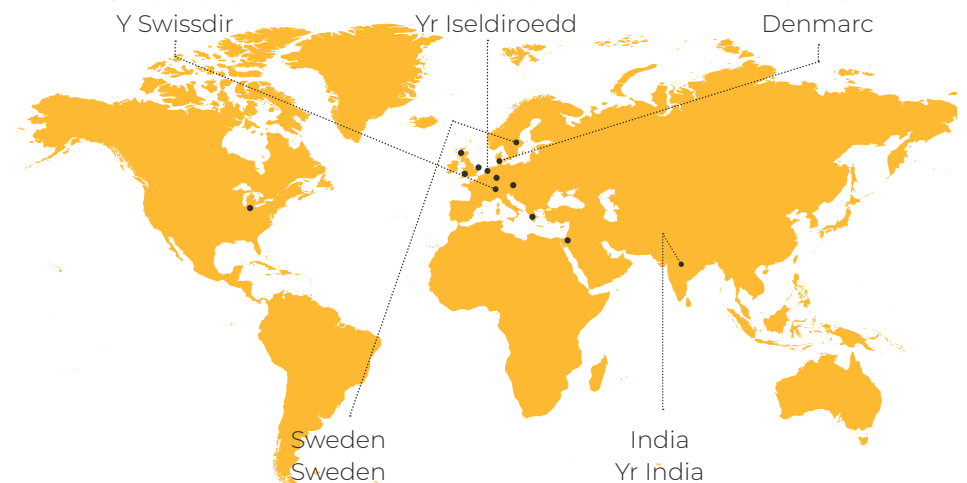 Y Swissdir
Yr Iseldiroedd
Denmarc
Sweden
Sweden
India
Yr India